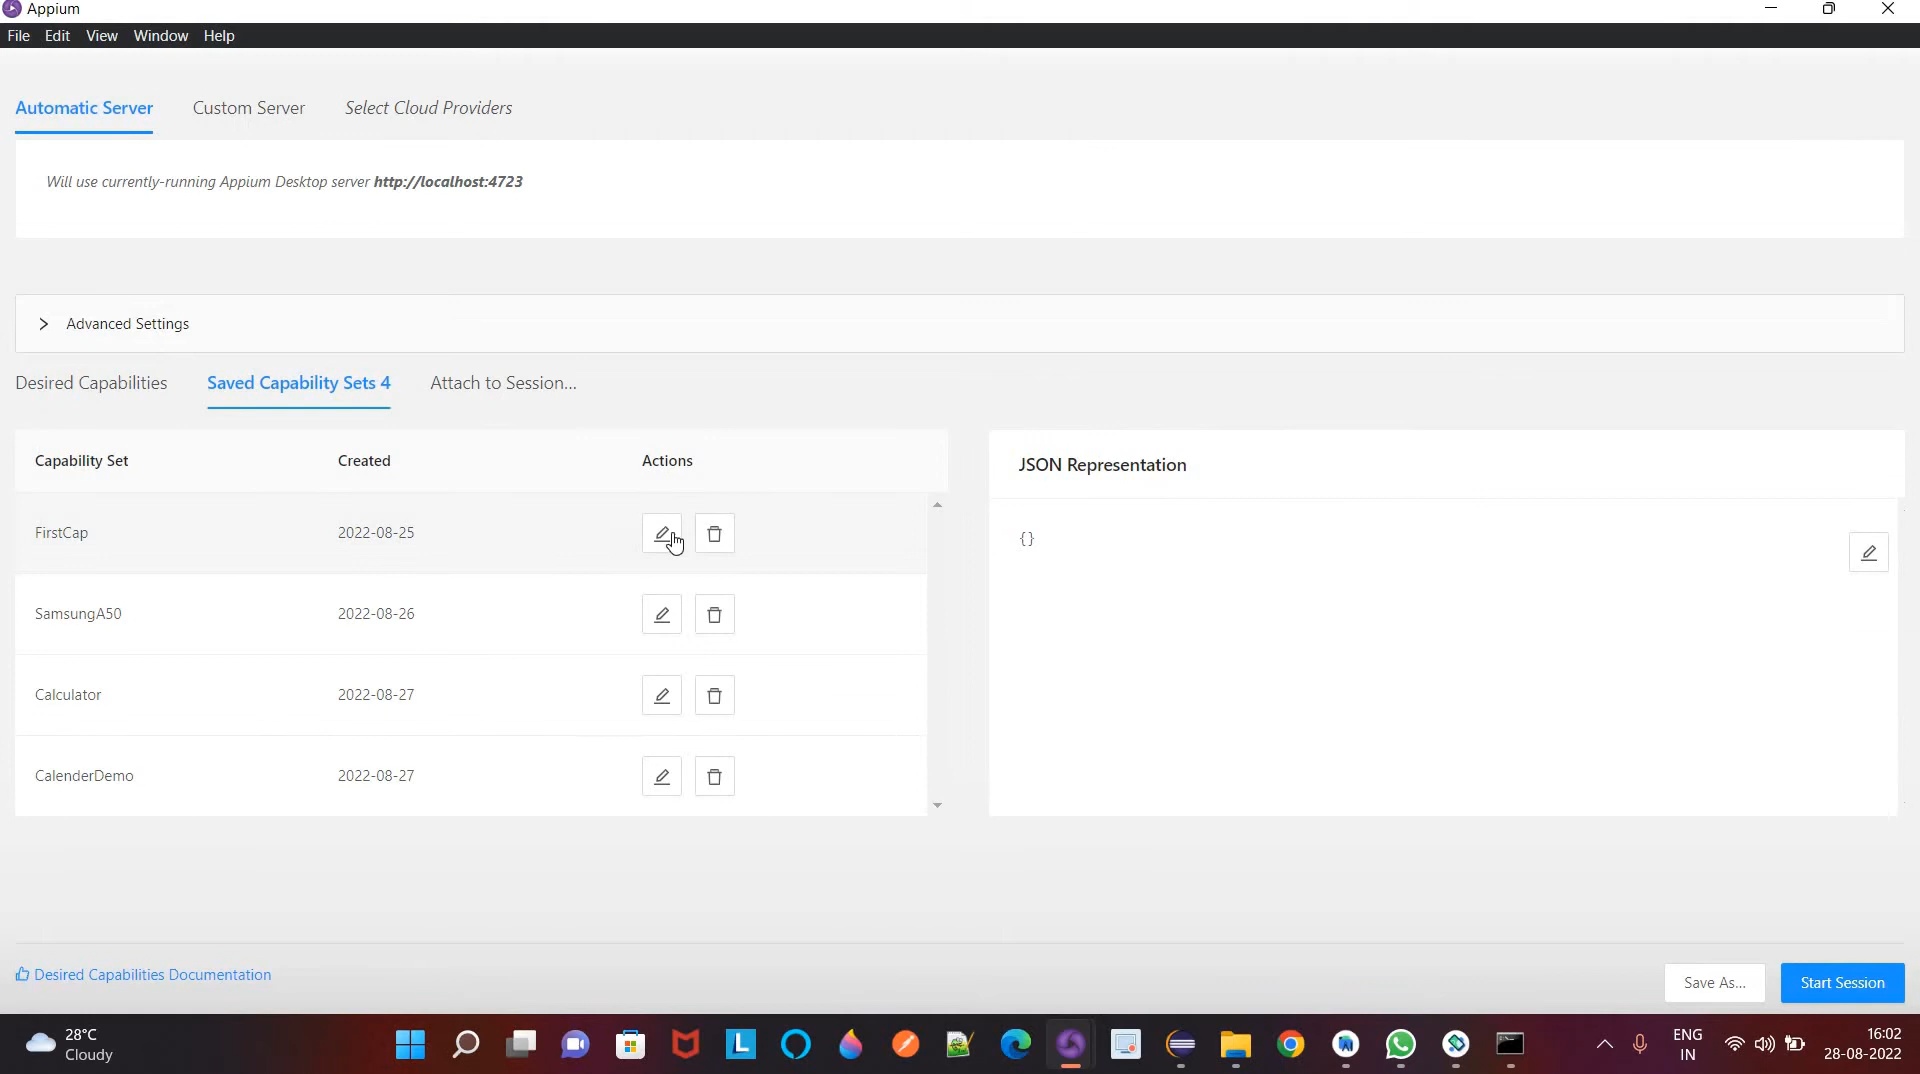 Appium
File Edit View Window Help
Automatic Server Custom Server Select Cloud Providers
Will use currently-running Appium Desktop server http://localhost:4723
Advanced Settings
Desired Capabilities Saved Capability Sets 4 Attach to Session...
Capability Set Created Actions
FirstCap 2022-08-25
SamsungA50 2022-08-26
Calculator 2022-08-27
CalenderDemo 2022-08-27
JSON Representation
{}
Desired Capabilities Documentation
Save As... Start Session
28°C
Cloudy
L
ENG
IN
16:02
28-08-2022